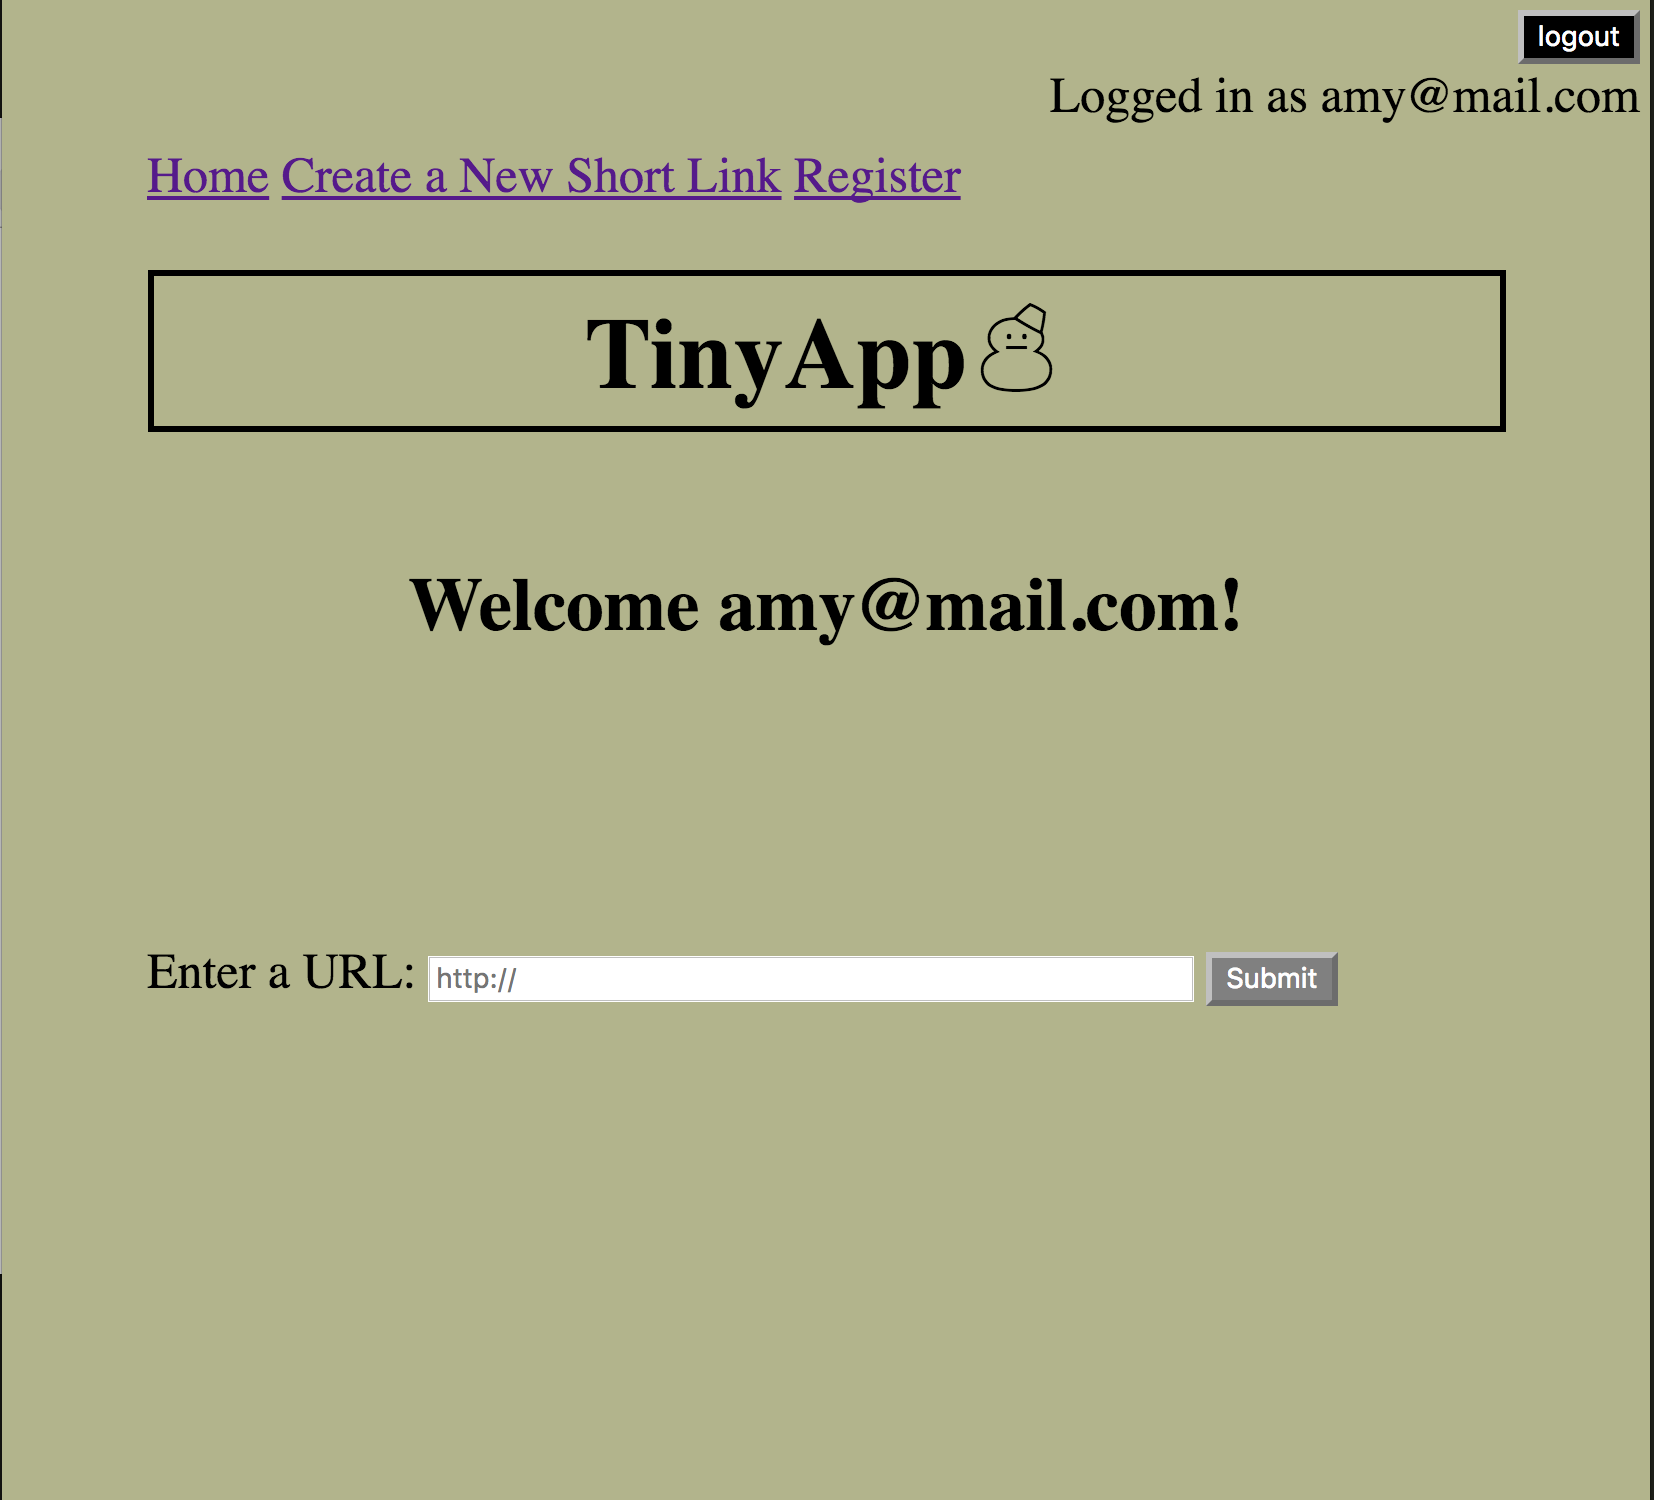 logout
Logged in as amy@mail.com
Home Create a New Short Link Register
TinyApp
Welcome amy@mail.com!
Enter a URL: http:// Submit